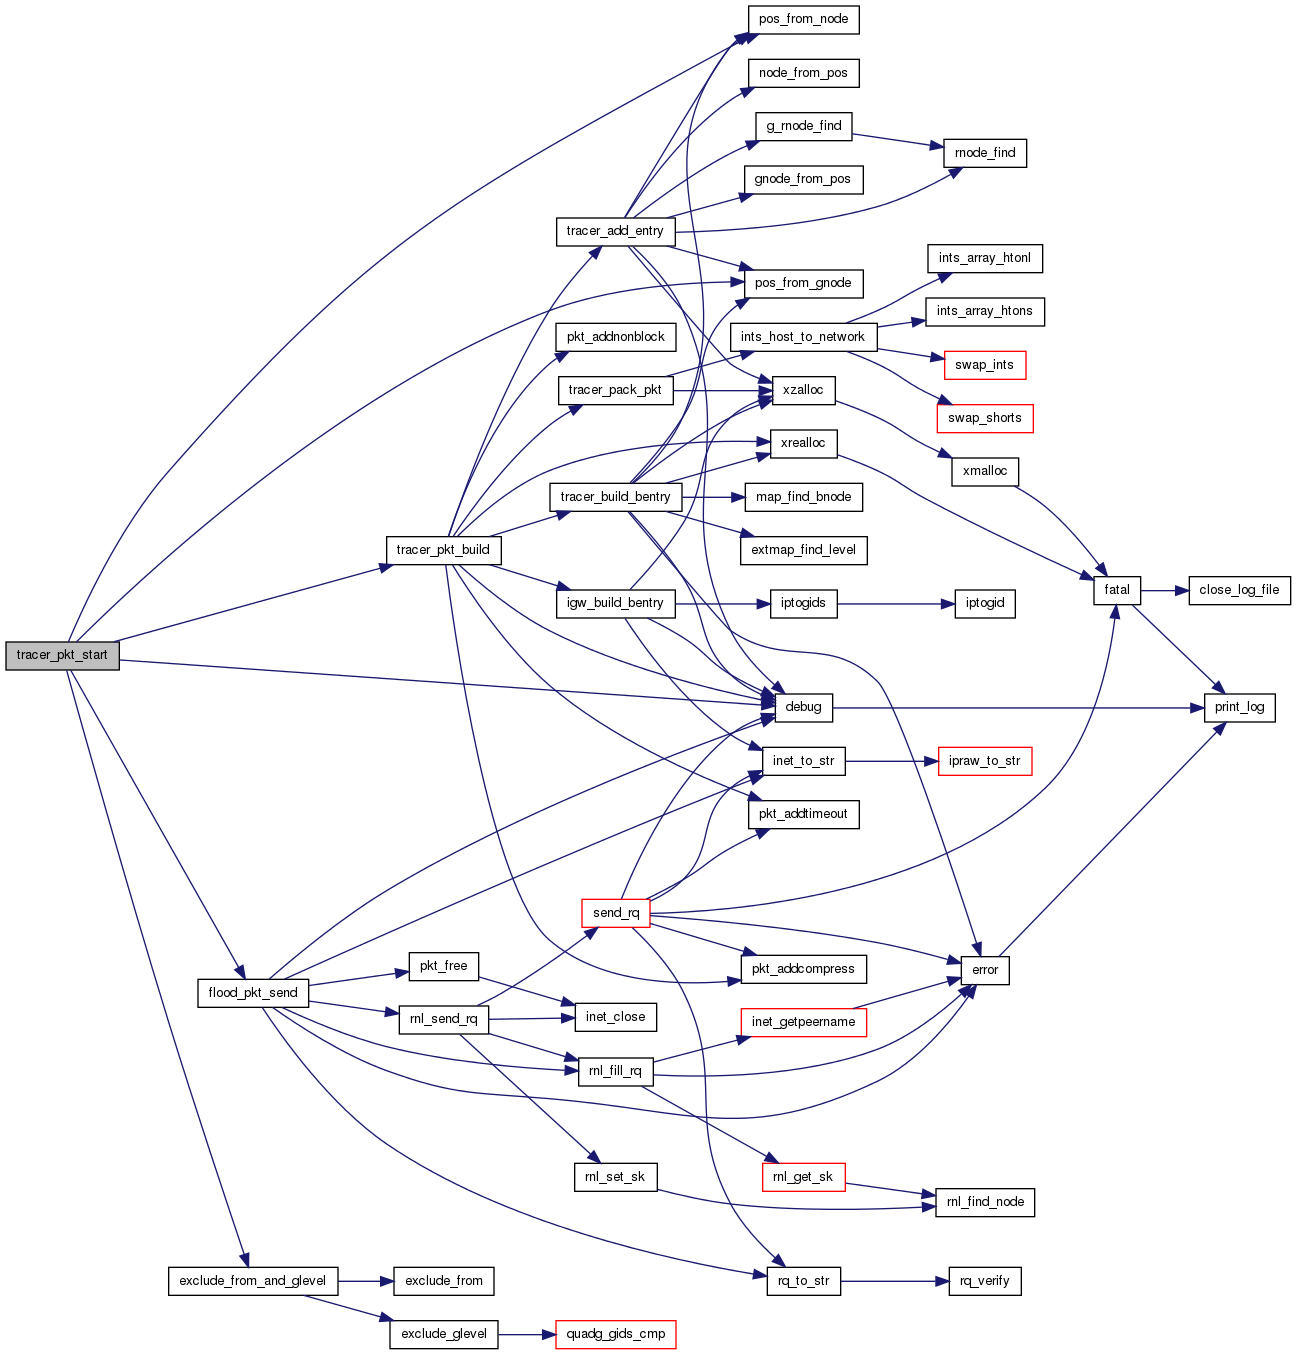 pos_from_node
node_from_pos
g_rnode_find
rnode_find
gnode_from_pos
tracer_add_entry
ints_array_htonl
pos_from_gnode
ints_array_htons
pkt_addnonblock
ints_host_to_network
swap_ints
tracer_pack_pkt
xzalloc
swap_shorts
xrealloc
xmalloc
tracer_build_bentry
map_find_bnode
tracer_pkt_build
extmap_find_level
fatal
close_log_file
igw_build_bentry
iptogids
iptogid
tracer_pkt_start
debug
print_log
inet_to_str
ipraw_to_str
pkt_addtimeout
send_rq
pkt_free
pkt_addcompress
error
flood_pkt_send
rnl_send_rq
inet_close
inet_getpeername
rnl_fill_rq
rnl_set_sk
rnl_get_sk
rnl_find_node
exclude_from_and_glevel
exclude_from
rq_to_str
rq_verify
exclude_glevel
quadg_gids_cmp